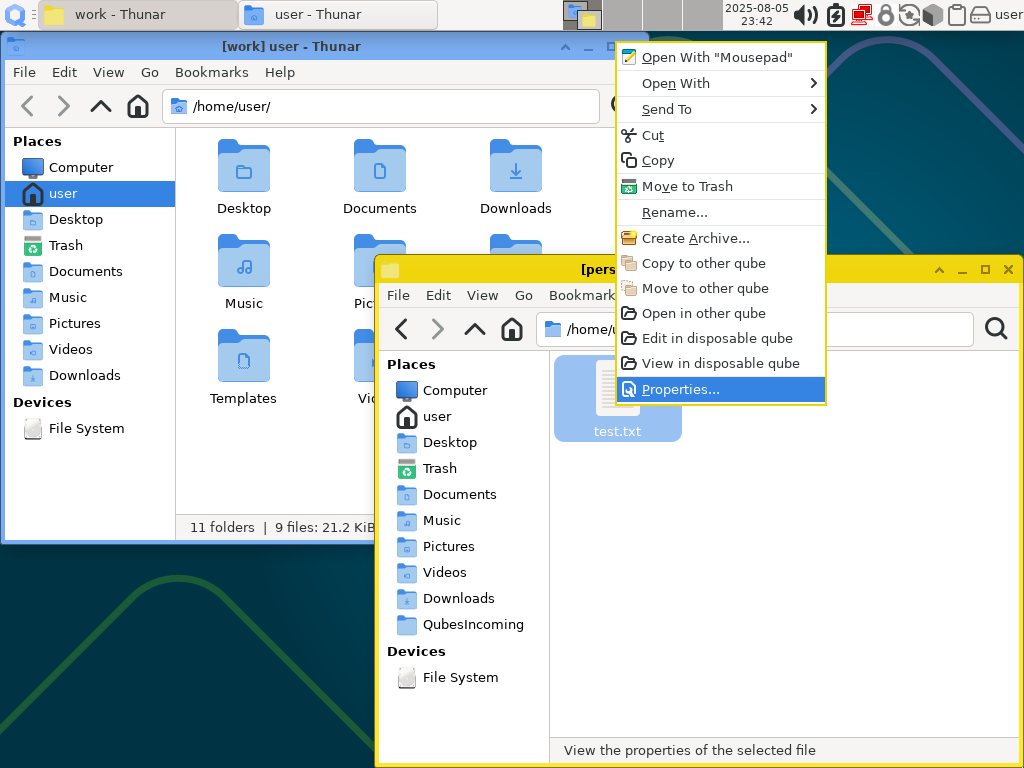 work - Thunar
user - Thunar
2025-08-05
23:42
user
[work] user - Thunar
File Edit View Go Bookmarks Help
/home/user/
Places
Computer
user
Desktop
Trash
Documents
Music
Pictures
Videos
Downloads
Devices
File System
Desktop
Documents
Downloads
Music
Templates
11 folders | 9 files: 21.2 KiB
Open With "Mousepad"
Open With
Send To
Cut
Copy
Move to Trash
Rename...
Create Archive...
Copy to other qube
Move to other qube
Open in other qube
Edit in disposable qube
View in disposable qube
Properties...
[pers
File Edit View Go Bookmark
/home/u
Places
Computer
user
Desktop
Trash
Documents
Music
Pictures
Videos
Downloads
QubesIncoming
Devices
File System
test.txt
View the properties of the selected file